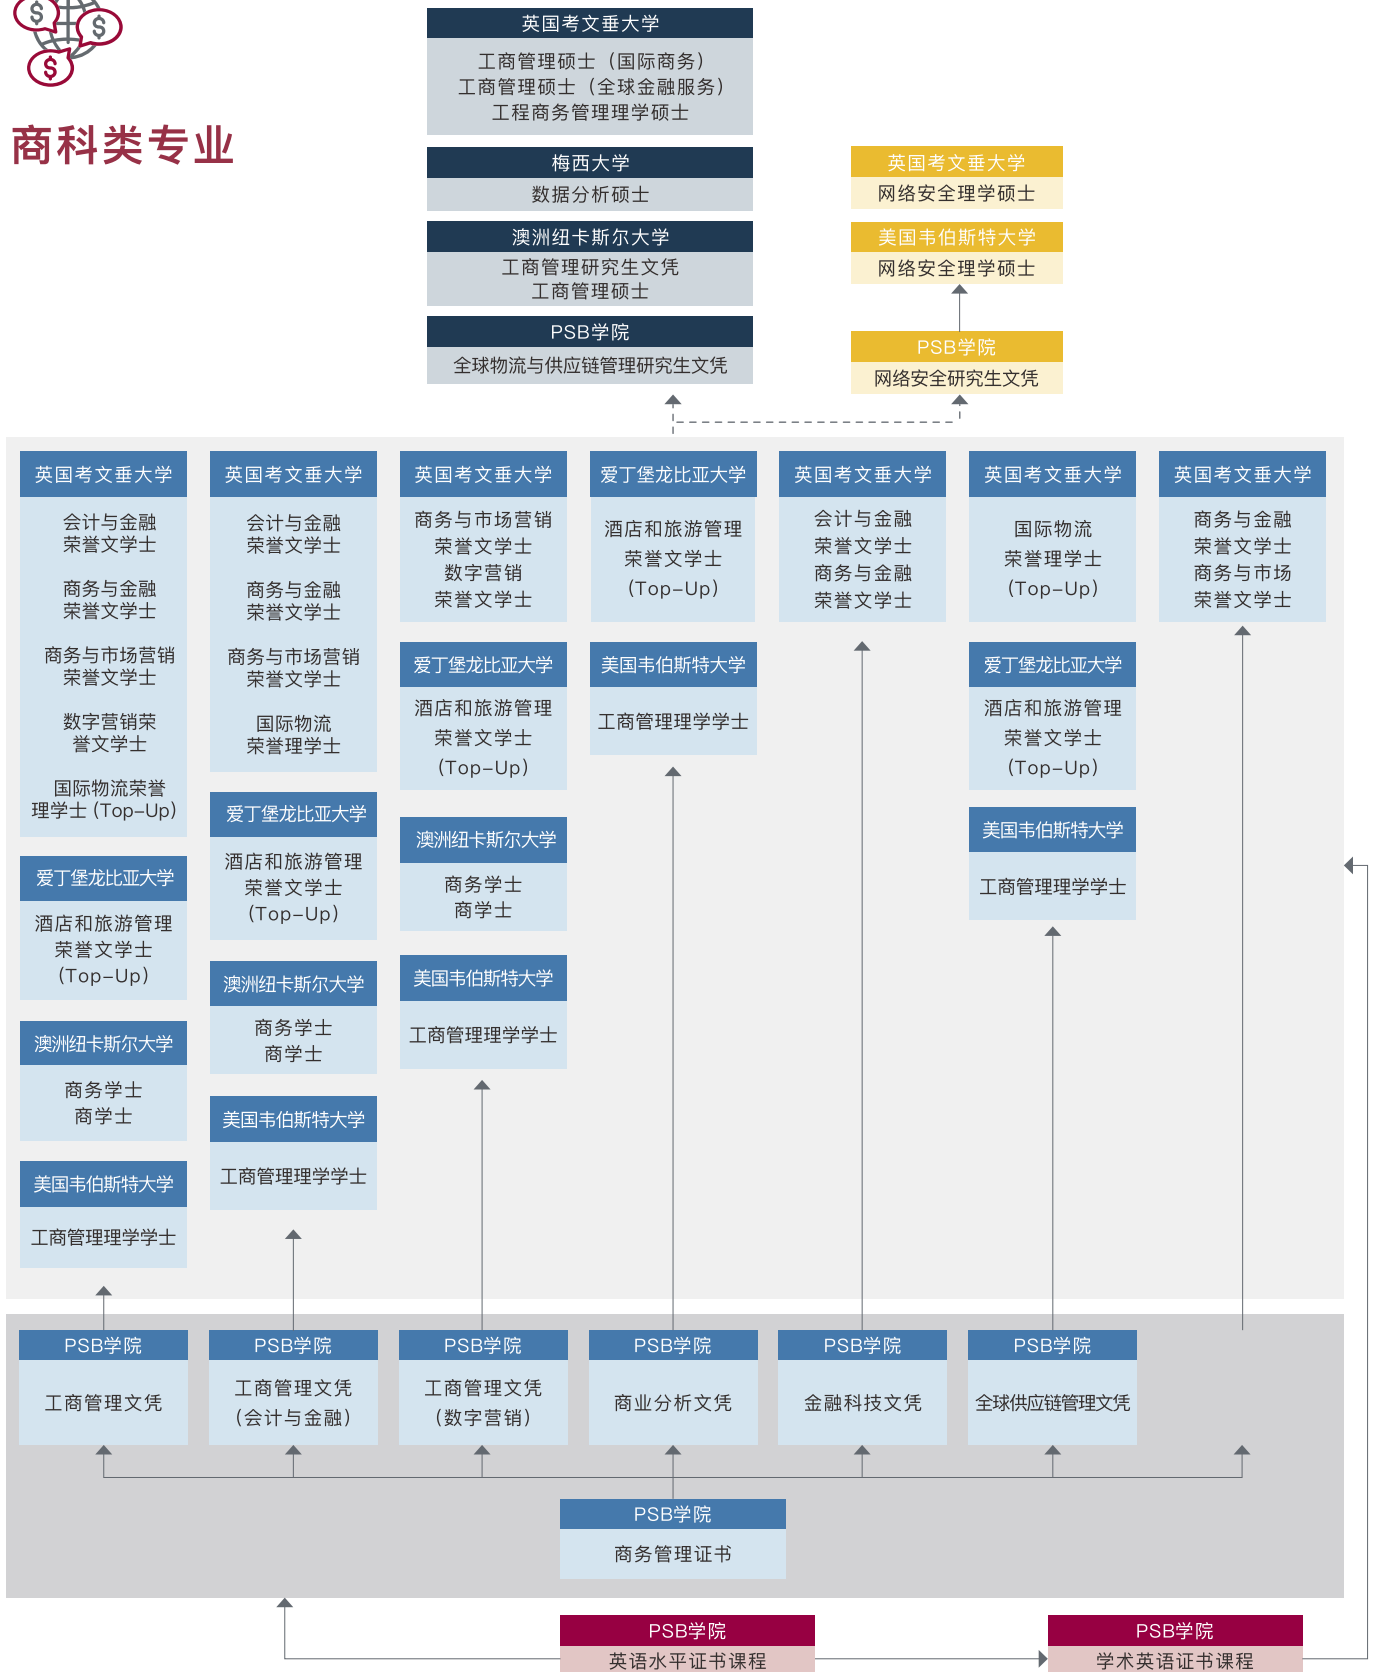 $
$
$
商科类专业
英国考文垂大学
工商管理硕士（国际商务）
工商管理硕士（全球金融服务）
工程商务管理理学硕士
梅西大学
数据分析硕士
澳洲纽卡斯尔大学
工商管理研究生文凭
工商管理硕士
PSB学院
全球物流与供应链管理研究生文凭
英国考文垂大学
网络安全理学硕士
美国韦伯斯特大学
网络安全理学硕士
PSB学院
网络安全研究生文凭
英国考文垂大学
会计与金融
荣誉文学士
商务与金融
荣誉文学士
商务与市场营销
荣誉文学士
数字营销荣
誉文学士
国际物流荣誉
理学士 (Top-Up)
爱丁堡龙比亚大学
酒店和旅游管理
荣誉文学士
(Top-Up)
澳洲纽卡斯尔大学
商务学士
商学士
美国韦伯斯特大学
工商管理理学学士
英国考文垂大学
会计与金融
荣誉文学士
商务与金融
荣誉文学士
商务与市场营销
荣誉文学士
国际物流
荣誉理学士
爱丁堡龙比亚大学
酒店和旅游管理
荣誉文学士
(Top-Up)
澳洲纽卡斯尔大学
商务学士
商学士
美国韦伯斯特大学
工商管理理学学士
英国考文垂大学
商务与市场营销
荣誉文学士
数字营销
荣誉文学士
爱丁堡龙比亚大学
酒店和旅游管理
荣誉文学士
(Top-Up)
澳洲纽卡斯尔大学
商务学士
商学士
美国韦伯斯特大学
工商管理理学学士
爱丁堡龙比亚大学
酒店和旅游管理
荣誉文学士
(Top-Up)
美国韦伯斯特大学
工商管理理学学士
英国考文垂大学
会计与金融
荣誉文学士
商务与金融
荣誉文学士
英国考文垂大学
国际物流
荣誉理学士
(Top-Up)
爱丁堡龙比亚大学
酒店和旅游管理
荣誉文学士
(Top-Up)
美国韦伯斯特大学
工商管理理学学士
英国考文垂大学
商务与金融
荣誉文学士
商务与市场
荣誉文学士
PSB学院
工商管理文凭
PSB学院
工商管理文凭
（会计与金融）
PSB学院
工商管理文凭
（数字营销）
PSB学院
商业分析文凭
PSB学院
金融科技文凭
PSB学院
全球供应链管理文凭
PSB学院
商务管理证书
PSB学院
英语水平证书课程
PSB学院
学术英语证书课程